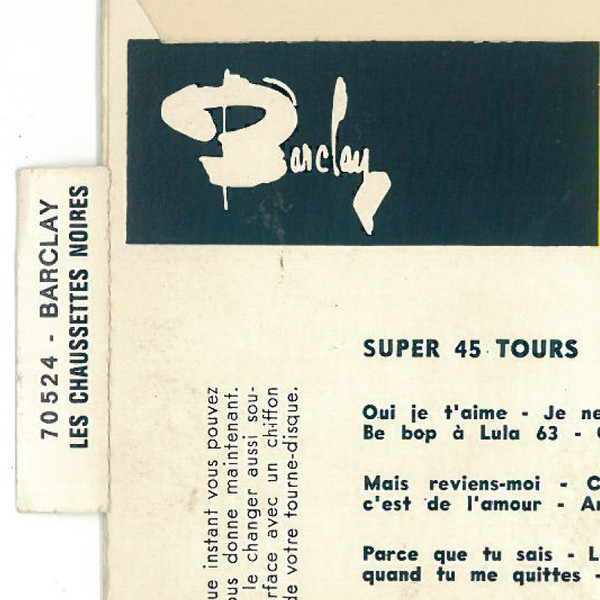 Barclay
70524 - BARCLAY
LES CHAUSSETTES NOIRES
SUPER 45 TOURS
Oui je t'aime - Je ne
Be bop à Lula 63 -
Mais reviens-moi - C
c'est de l'amour - A
Parce que tu sais - L
quand tu me quittes -
ue instant vous pouvez
us donne maintenant.
le changer aussi sou-
rface avec un chiffon
de votre tourne-disque.